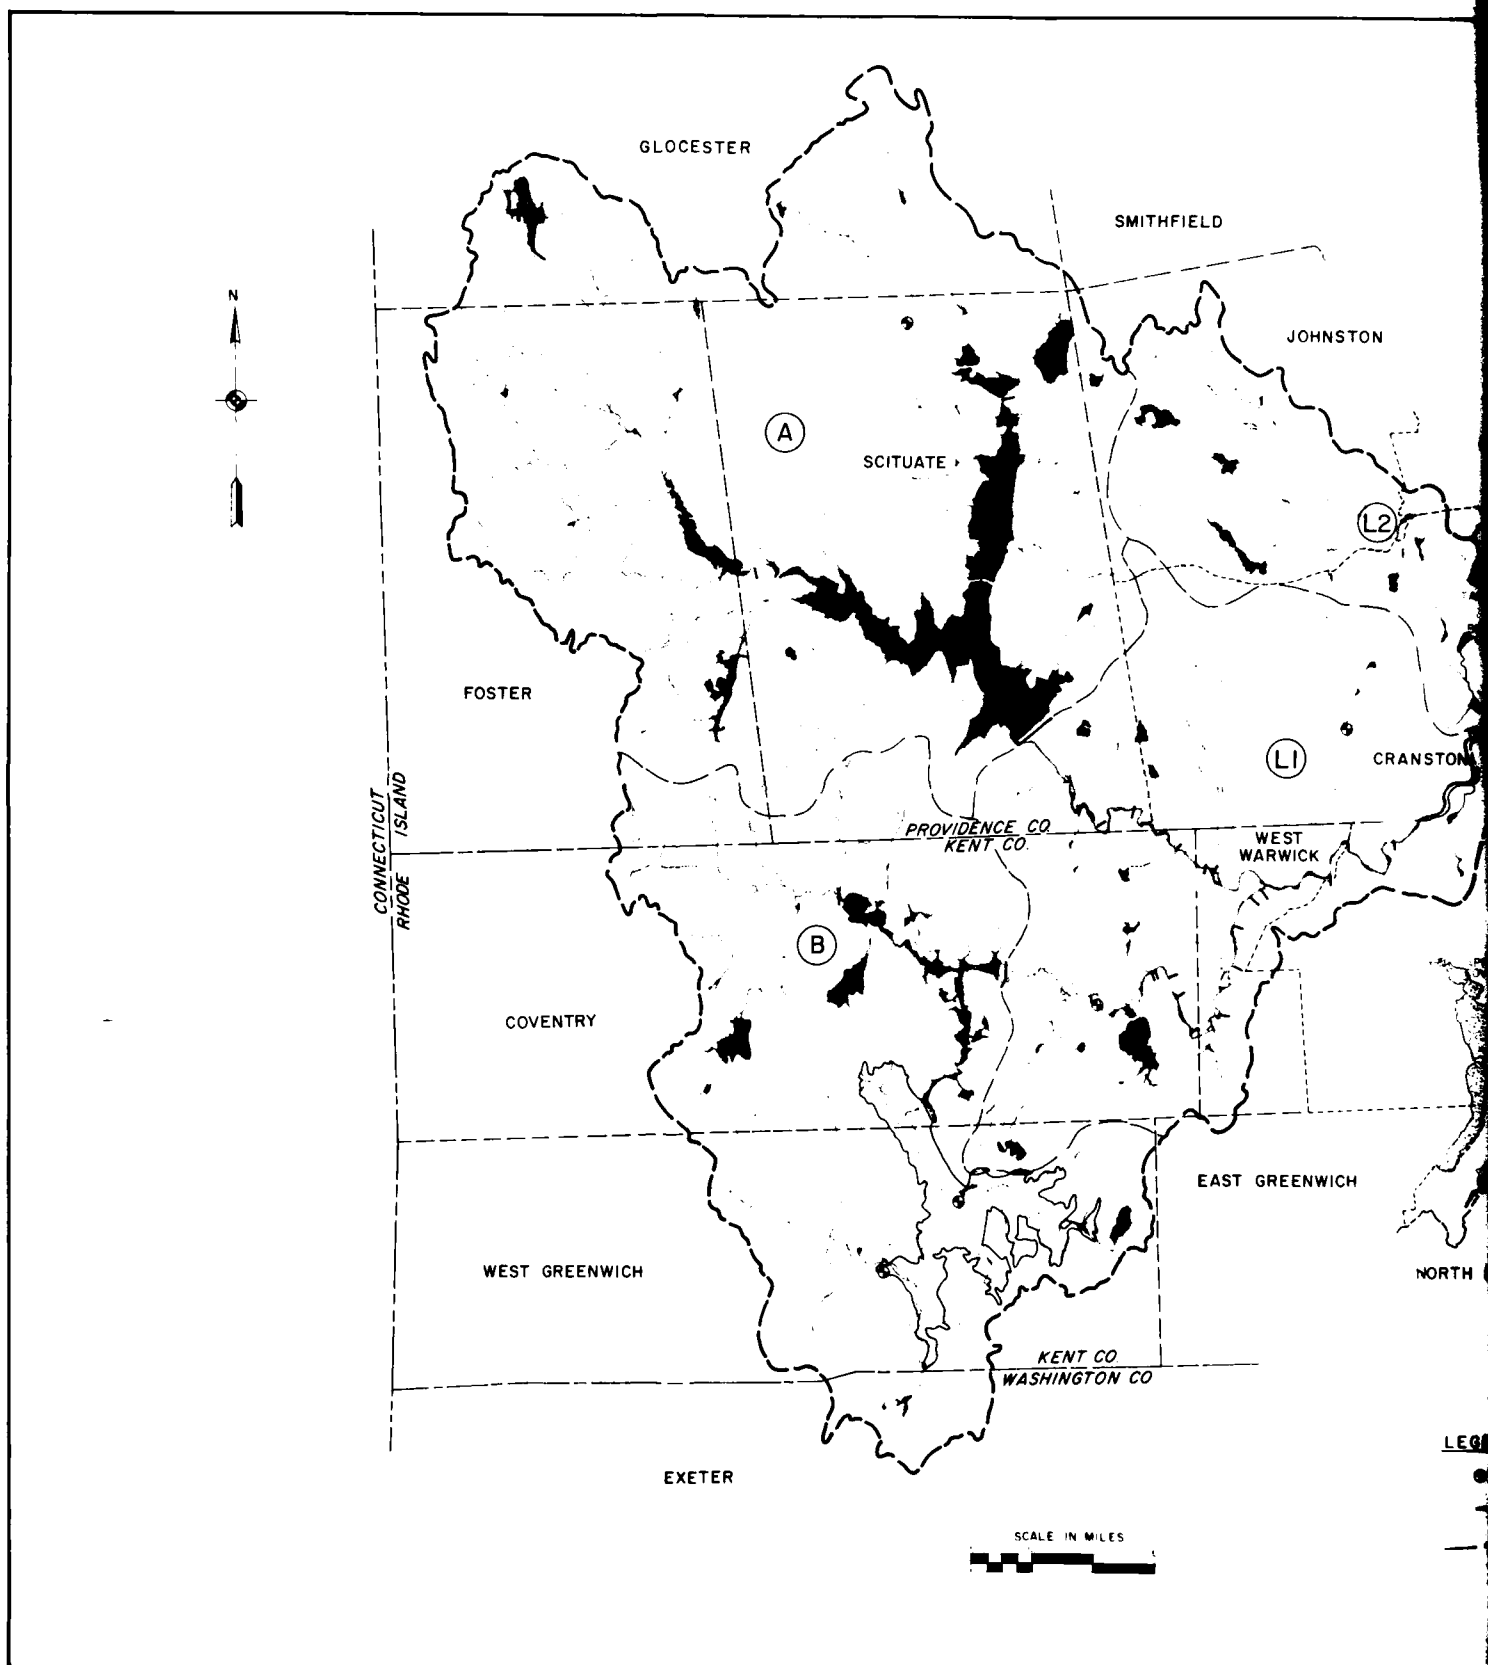 GLOCESTER
SMITHFIELD
N
JOHNSTON
A
SCITUATE
L2
FOSTER
L1
CRANSTON
CONNECTICUT
RHODE ISLAND
PROVIDENCE CO.
KENT CO.
WEST
WARWICK
B
COVENTRY
EAST GREENWICH
WEST GREENWICH
NORTH
KENT CO.
WASHINGTON CO
EXETER
SCALE IN MILES